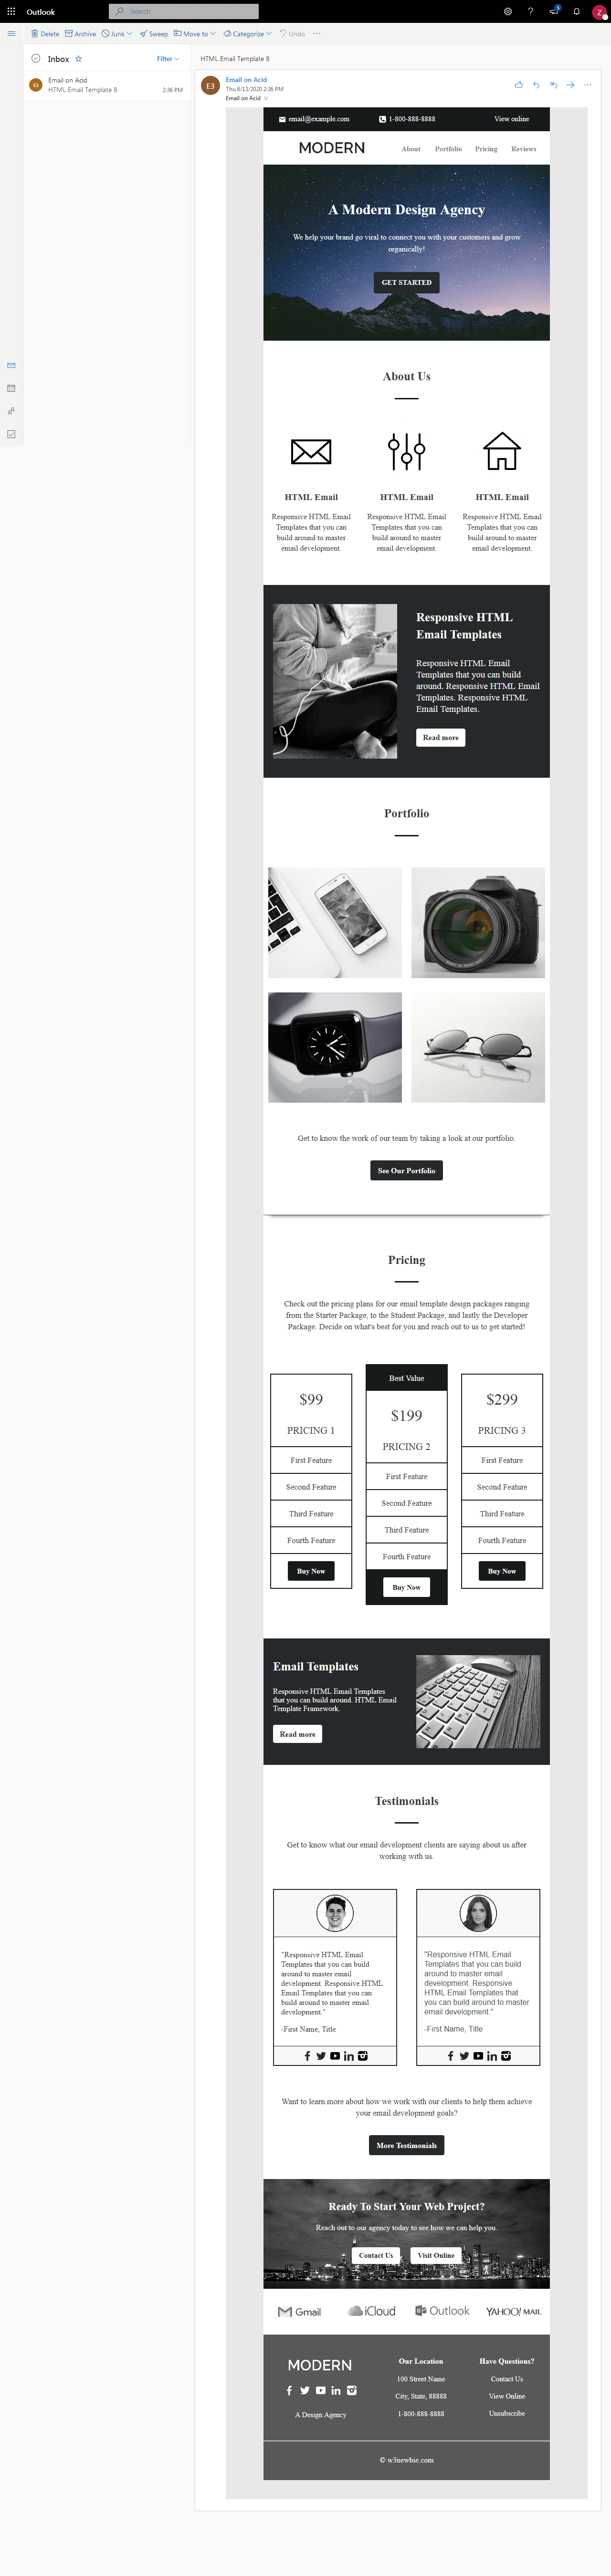 Outlook
Search
5
Z
Delete Archive Junk Sweep Move to Categorize Undo
Inbox
Filter
HTML Email Template 8
E3
Email on Acid
HTML Email Template 8
2:36 PM
E3
Email on Acid
Thu 8/13/2020 2:36 PM
Email on Acid
email@example.com
1-800-888-8888
View online
MODERN
About Portfolio Pricing Reviews
A Modern Design Agency
We help your brand go viral to connect you with your customers and grow
organically!
GET STARTED
About Us
HTML Email
Responsive HTML Email
Templates that you can
build around to master
email development.
HTML Email
Responsive HTML Email
Templates that you can
build around to master
email development.
HTML Email
Responsive HTML Email
Templates that you can
build around to master
email development.
Responsive HTML
Email Templates
Responsive HTML Email
Templates that you can build
around. Responsive HTML Email
Templates. Responsive HTML
Email Templates.
Read more
Portfolio
Get to know the work of our team by taking a look at our portfolio.
See Our Portfolio
Pricing
Check out the pricing plans for our email template design packages ranging
from the Starter Package, to the Student Package, and lastly the Developer
Package. Decide on what's best for you and reach out to us to get started!
$99
PRICING 1
First Feature
Second Feature
Third Feature
Fourth Feature
Buy Now
Best Value
$199
PRICING 2
First Feature
Second Feature
Third Feature
Fourth Feature
Buy Now
$299
PRICING 3
First Feature
Second Feature
Third Feature
Fourth Feature
Buy Now
Email Templates
Responsive HTML Email Templates
that you can build around. HTML Email
Template Framework.
Read more
Testimonials
Get to know what our email development clients are saying about us after
working with us.
"Responsive HTML Email
Templates that you can build
around to master email
development. Responsive HTML
Email Templates that you can
build around to master email
development."
-First Name, Title
"Responsive HTML Email
Templates that you can build
around to master email
development. Responsive
HTML Email Templates that
you can build around to master
email development."
-First Name, Title
Want to learn more about how we work with our clients to help them achieve
your email development goals?
More Testimonials
Ready To Start Your Web Project?
Reach out to our agency today to see how we can help you.
Contact Us
Visit Online
Gmail
iCloud
Outlook
YAHOO! MAIL
MODERN
A Design Agency
Our Location
100 Street Name
City, State, 88888
1-800-888-8888
Have Questions?
Contact Us
View Online
Unsubscribe
© w3newbie.com